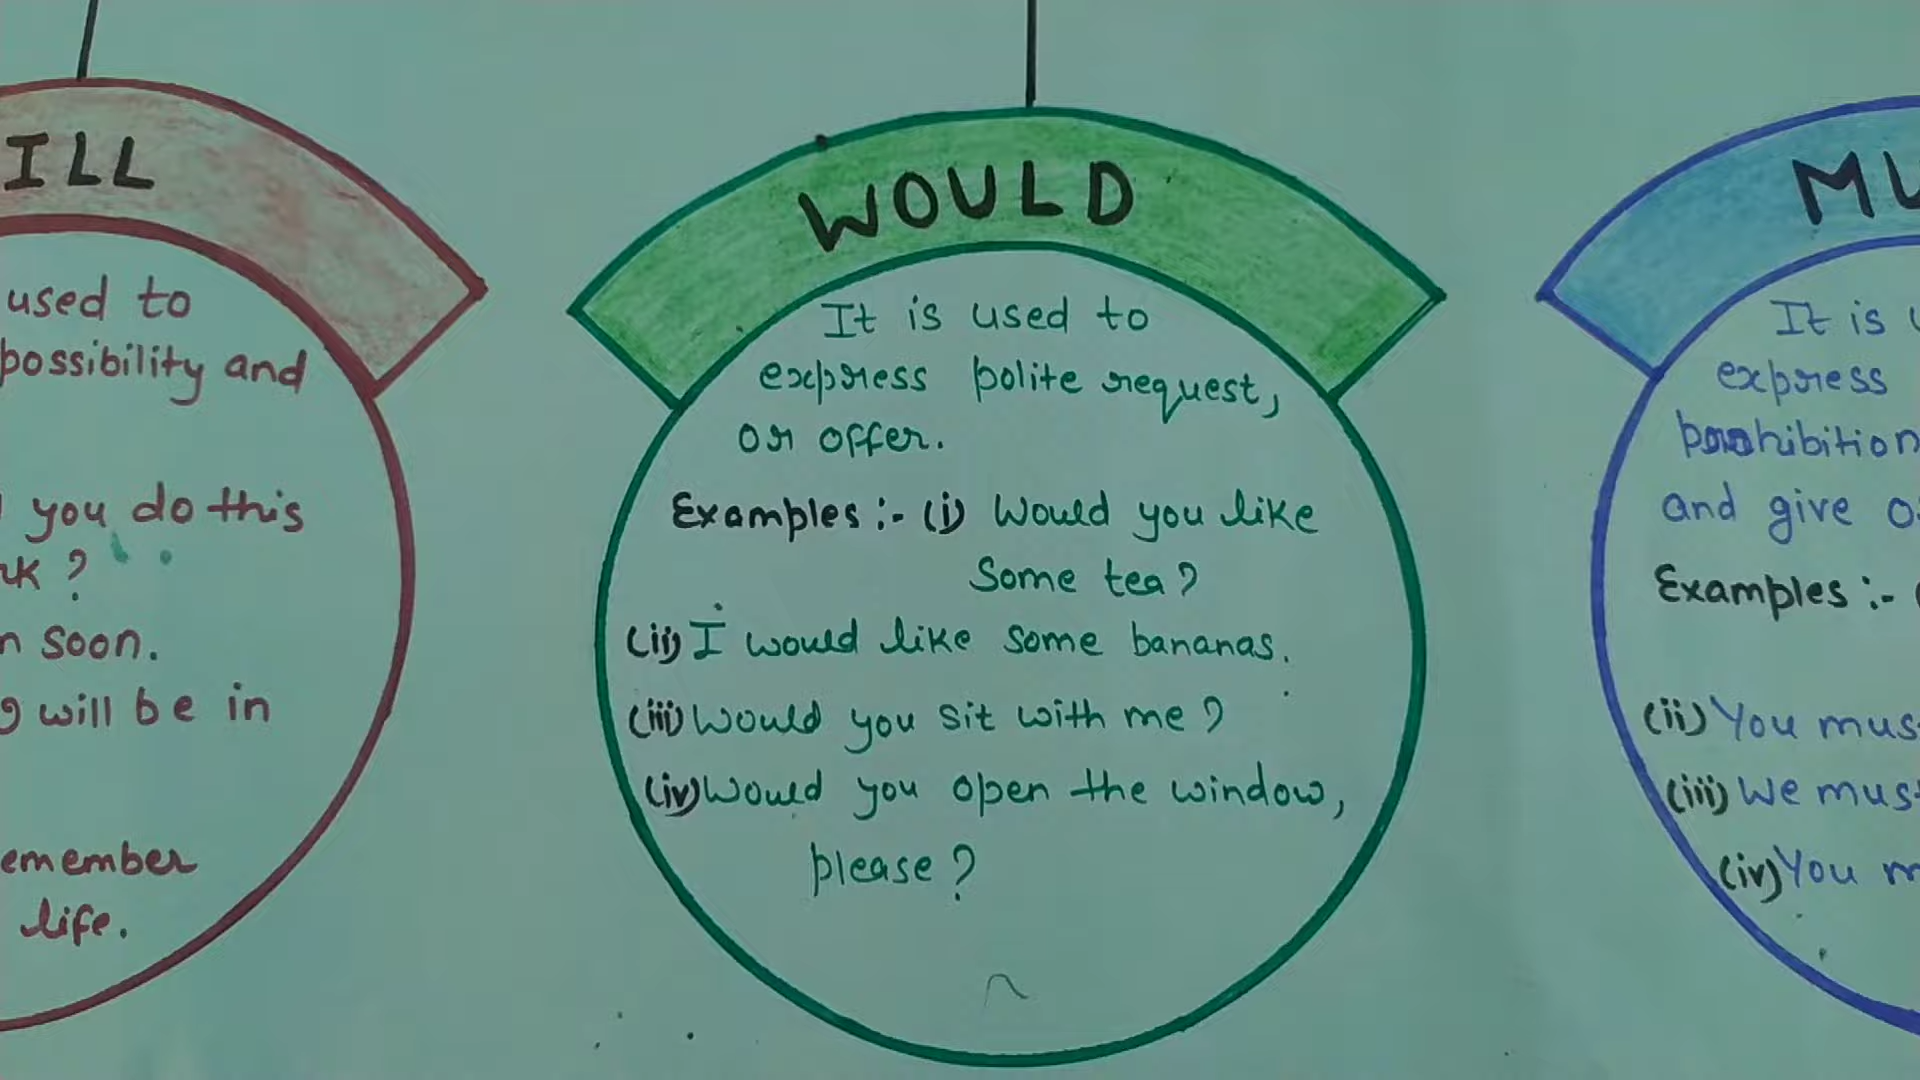 ILL
used to
possibility and
you do this
rk ?
n soon.
g will be in
emember
life.
WOULD
It is used to
express polite request,
or offer.
Examples :- (i) Would you like
Some tea ?
(ii) I would like some bananas.
(iii) Would you sit with me ?
(iv) Would you open the window,
please ?
MU
It is u
express
prohibition
and give o
Examples :- (
(ii) You mus
(iii) We mus
(iv) You m